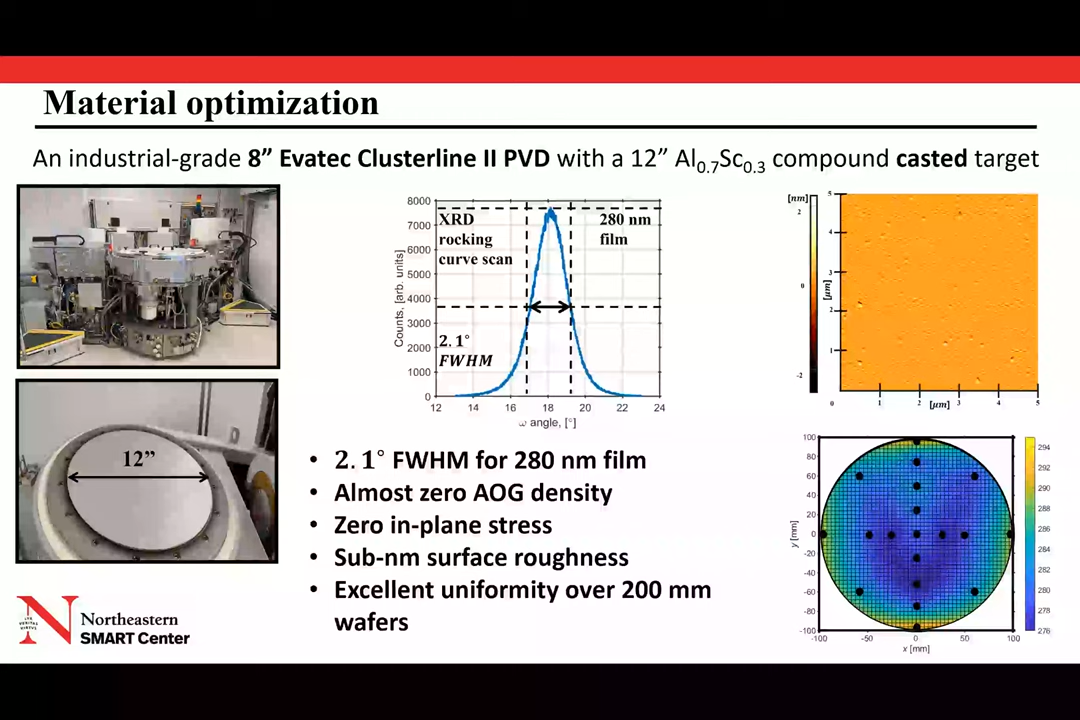 Material optimization
An industrial-grade 8” Evatec Clusterline II PVD with a 12” Al0.7Sc0.3 compound casted target
12”
8000
7000
6000
5000
4000
3000
2000
1000
0
Counts, [arb. units]
XRD
rocking
curve scan
280 nm
film
2.1°
FWHM
12 14 16 18 20 22 24
ω angle, [°]
[nm]
2
0
-2
5
4
3
2
1
[μm]
0 1 2 3 4 5
[μm]
• 2.1° FWHM for 280 nm film
• Almost zero AOG density
• Zero in-plane stress
• Sub-nm surface roughness
• Excellent uniformity over 200 mm
wafers
100
80
60
40
20
0
-20
-40
-60
-80
-100
y [mm]
-100 -50 0 50 100
x [mm]
294
292
290
288
286
284
282
280
278
276
N
Northeastern
SMART Center